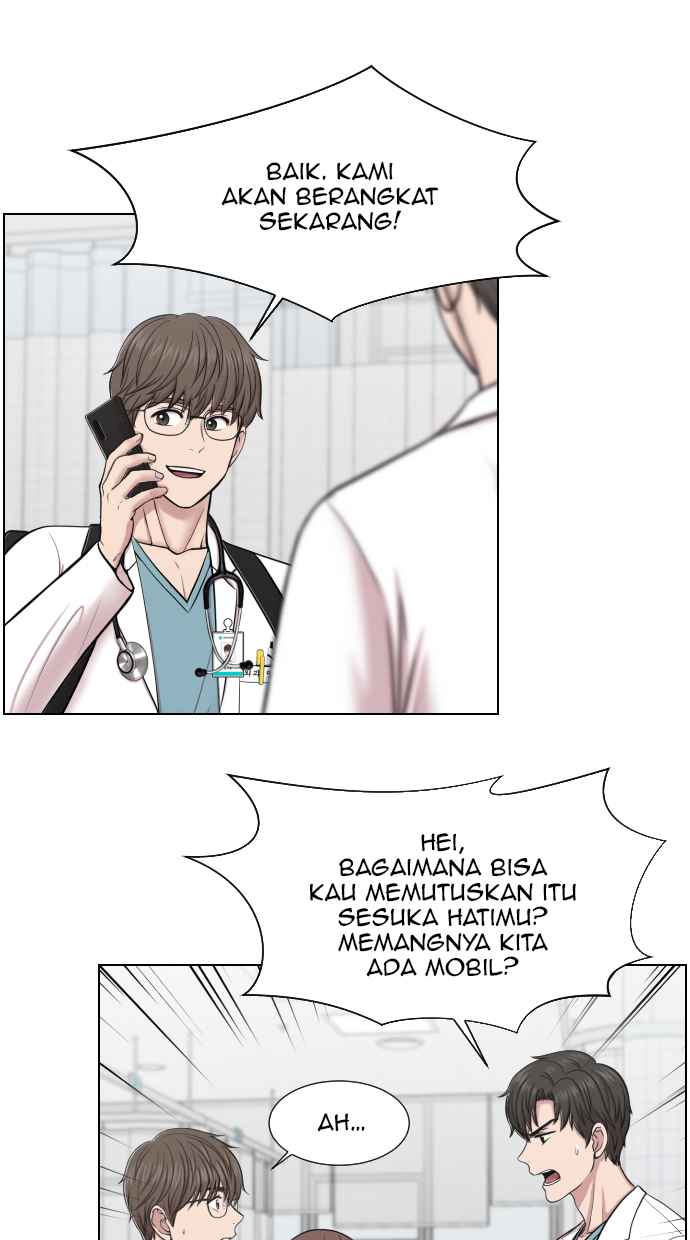 BAIK. KAMI
AKAN BERANGKAT
SEKARANG!
HEI,
BAGAIMANA BISA
KAU MEMUTUSKAN ITU
SESUKA HATIMU?
MEMANGNYA KITA
ADA MOBIL?
AH...